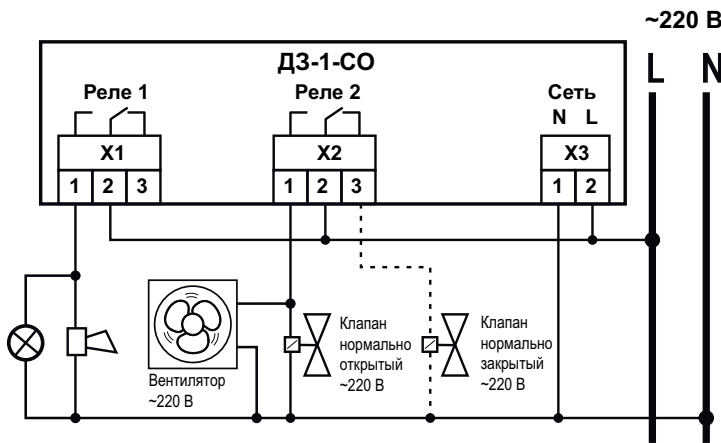 ~220 В
L N
ДЗ-1-СО
Реле 1 Реле 2 Сеть
N L
X1 X2 X3
1 2 3 1 2 3 1 2
Клапан
нормально
открытый
~220 В
Клапан
нормально
закрытый
~220 В
Вентилятор
~220 В